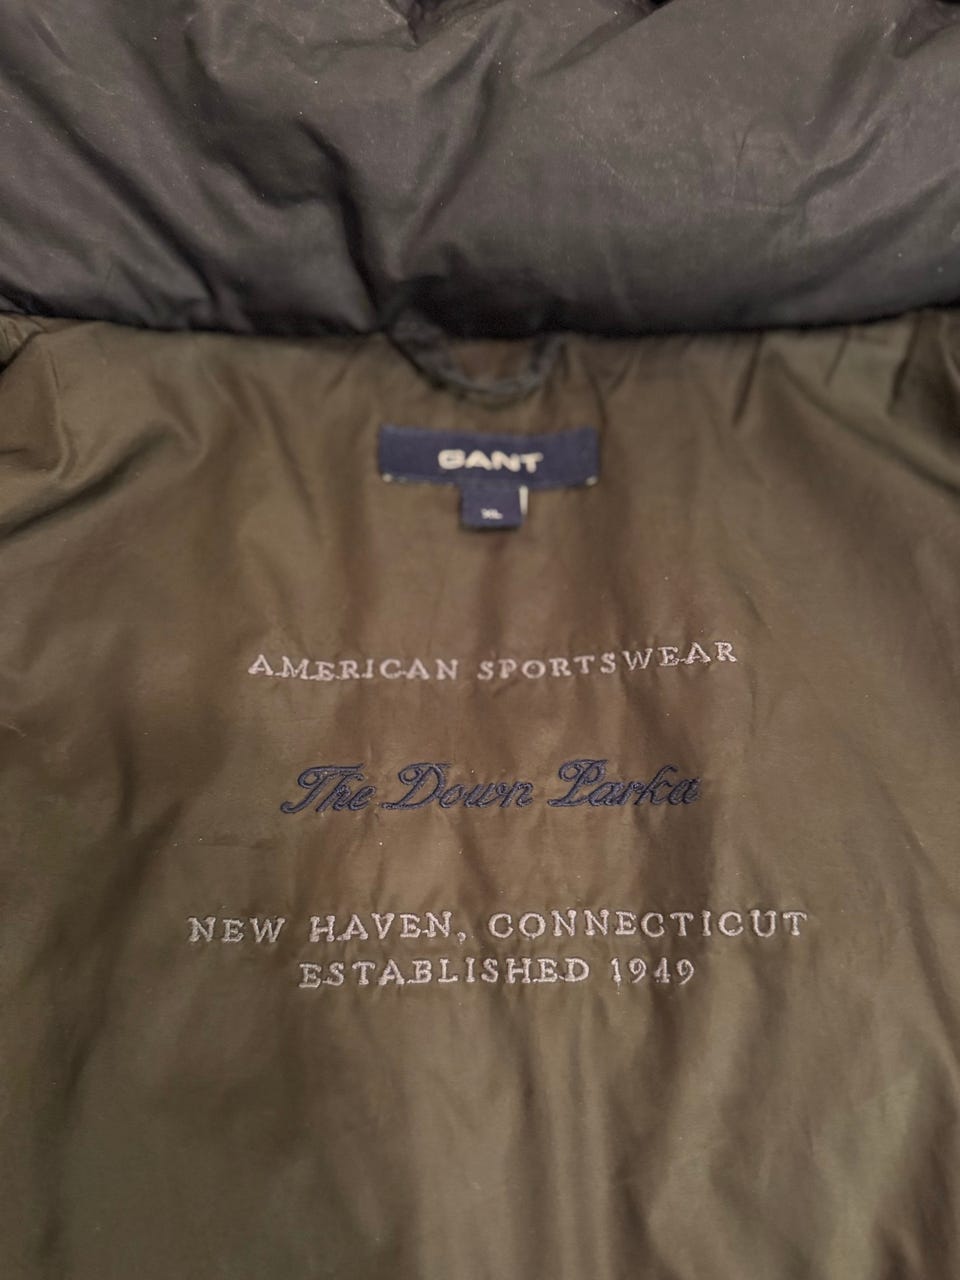 GANT
XL
AMERICAN SPORTSWEAR
The Down Parka
NEW HAVEN, CONNECTICUT
ESTABLISHED 1949